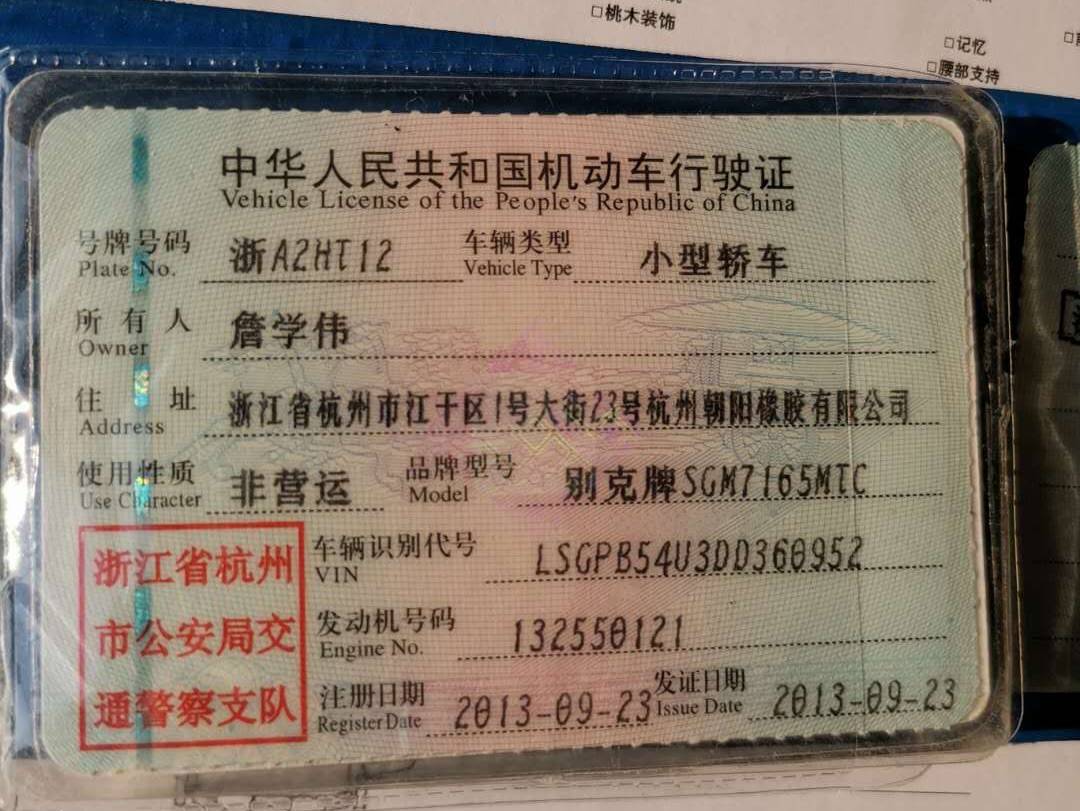 □桃木装饰
□记忆
□腰部支持
中华人民共和国机动车行驶证
Vehicle License of the People's Republic of China
号牌号码 浙A2HT12 车辆类型 小型轿车
Plate No. Vehicle Type
所有人 詹学伟
Owner
住址 浙江省杭州市江干区1号大街23号杭州朝阳橡胶有限公司
Address
使用性质 非营运 品牌型号 别克牌SGM7165MTC
Use Character Model
车辆识别代号 LSGPB54U3DD360952
VIN
发动机号码 132550121
Engine No.
注册日期 2013-09-23 发证日期 2013-09-23
Register Date Issue Date
浙江省杭州
市公安局交
通警察支队